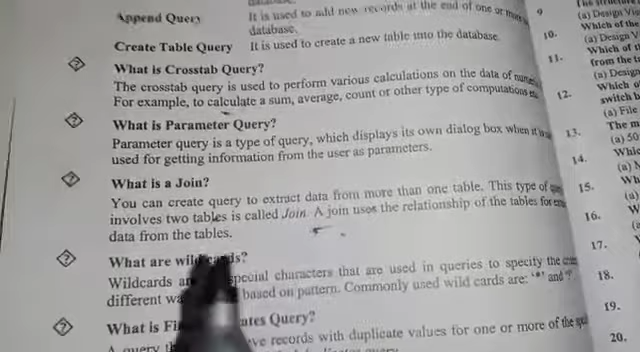 database.
Append Query It is used to add new records at the end of one or more
database.
Create Table Query It is used to create a new table into the database.
What is Crosstab Query?
The crosstab query is used to perform various calculations on the data of
For example, to calculate a sum, average, count or other type of computations
What is Parameter Query?
Parameter query is a type of query, which displays its own dialog box when it is
used for getting information from the user as parameters.
What is a Join?
You can create query to extract data from more than one table. This type of
involves two tables is called Join. A join uses the relationship of the tables for
data from the tables.
What are wildcards?
Wildcards are special characters that are used in queries to specify the
different based on pattern. Commonly used wild cards are: '*' and '?'
What is Query?
A query records with duplicate values for one or more of the
9
(a) Design
Which of the
10.
(a) Design V
Which of t
11.
from the
(a) Design
Which o
12.
switch b
(a) File
13.
The m
(a) 50
14.
Whic
(a)
15.
Wh
(a)
16.
17.
18.
19.
20.